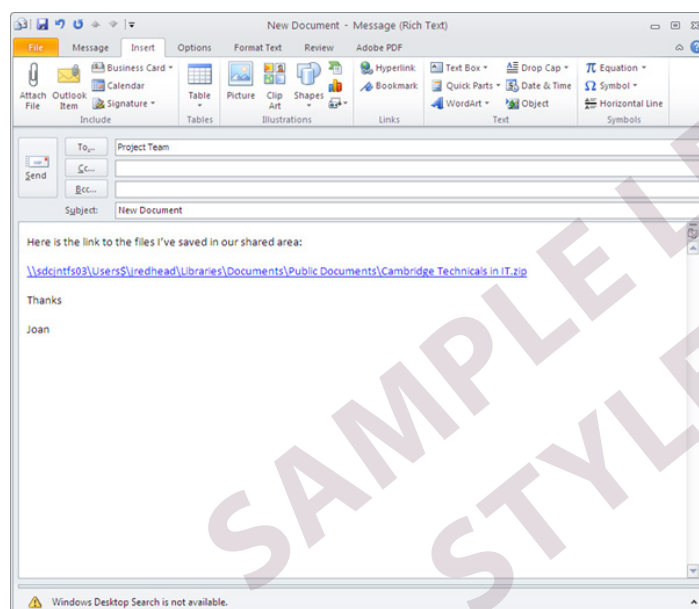 New Document - Message (Rich Text)
File Message Insert Options Format Text Review Adobe PDF
Attach File
Outlook Item
Business Card
Calendar
Signature
Include
Table
Tables
Picture
Clip Art
Shapes
Illustrations
Hyperlink
Bookmark
Links
Text Box
Quick Parts
WordArt
Drop Cap
Date & Time
Object
Text
Equation
Symbol
Horizontal Line
Symbols
Send
To... Project Team
Cc...
Bcc...
Subject: New Document
Here is the link to the files I've saved in our shared area:
\\sdcjntfs03\Users$\jredhead\Libraries\Documents\Public Documents\Cambridge Technicals in IT.zip
Thanks
Joan
SAMPLE L
STYLE
Windows Desktop Search is not available.